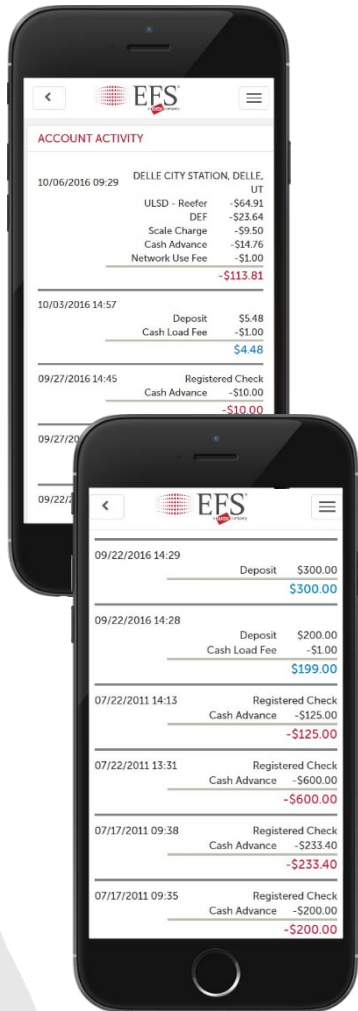 EFS
ACCOUNT ACTIVITY
10/06/2016 09:29 DELLE CITY STATION, DELLE,
UT
ULSD - Reefer -$64.91
DEF -$23.64
Scale Charge -$9.50
Cash Advance -$14.76
Network Use Fee -$1.00
-$113.81
10/03/2016 14:57
Deposit $5.48
Cash Load Fee -$1.00
$4.48
09/27/2016 14:45 Registered Check
Cash Advance -$10.00
-$10.00
09/27/20
09/22/2
EFS
09/22/2016 14:29
Deposit $300.00
$300.00
09/22/2016 14:28
Deposit $200.00
Cash Load Fee -$1.00
$199.00
07/22/2011 14:13 Registered Check
Cash Advance -$125.00
-$125.00
07/22/2011 13:31 Registered Check
Cash Advance -$600.00
-$600.00
07/17/2011 09:38 Registered Check
Cash Advance -$233.40
-$233.40
07/17/2011 09:35 Registered Check
Cash Advance -$200.00
-$200.00